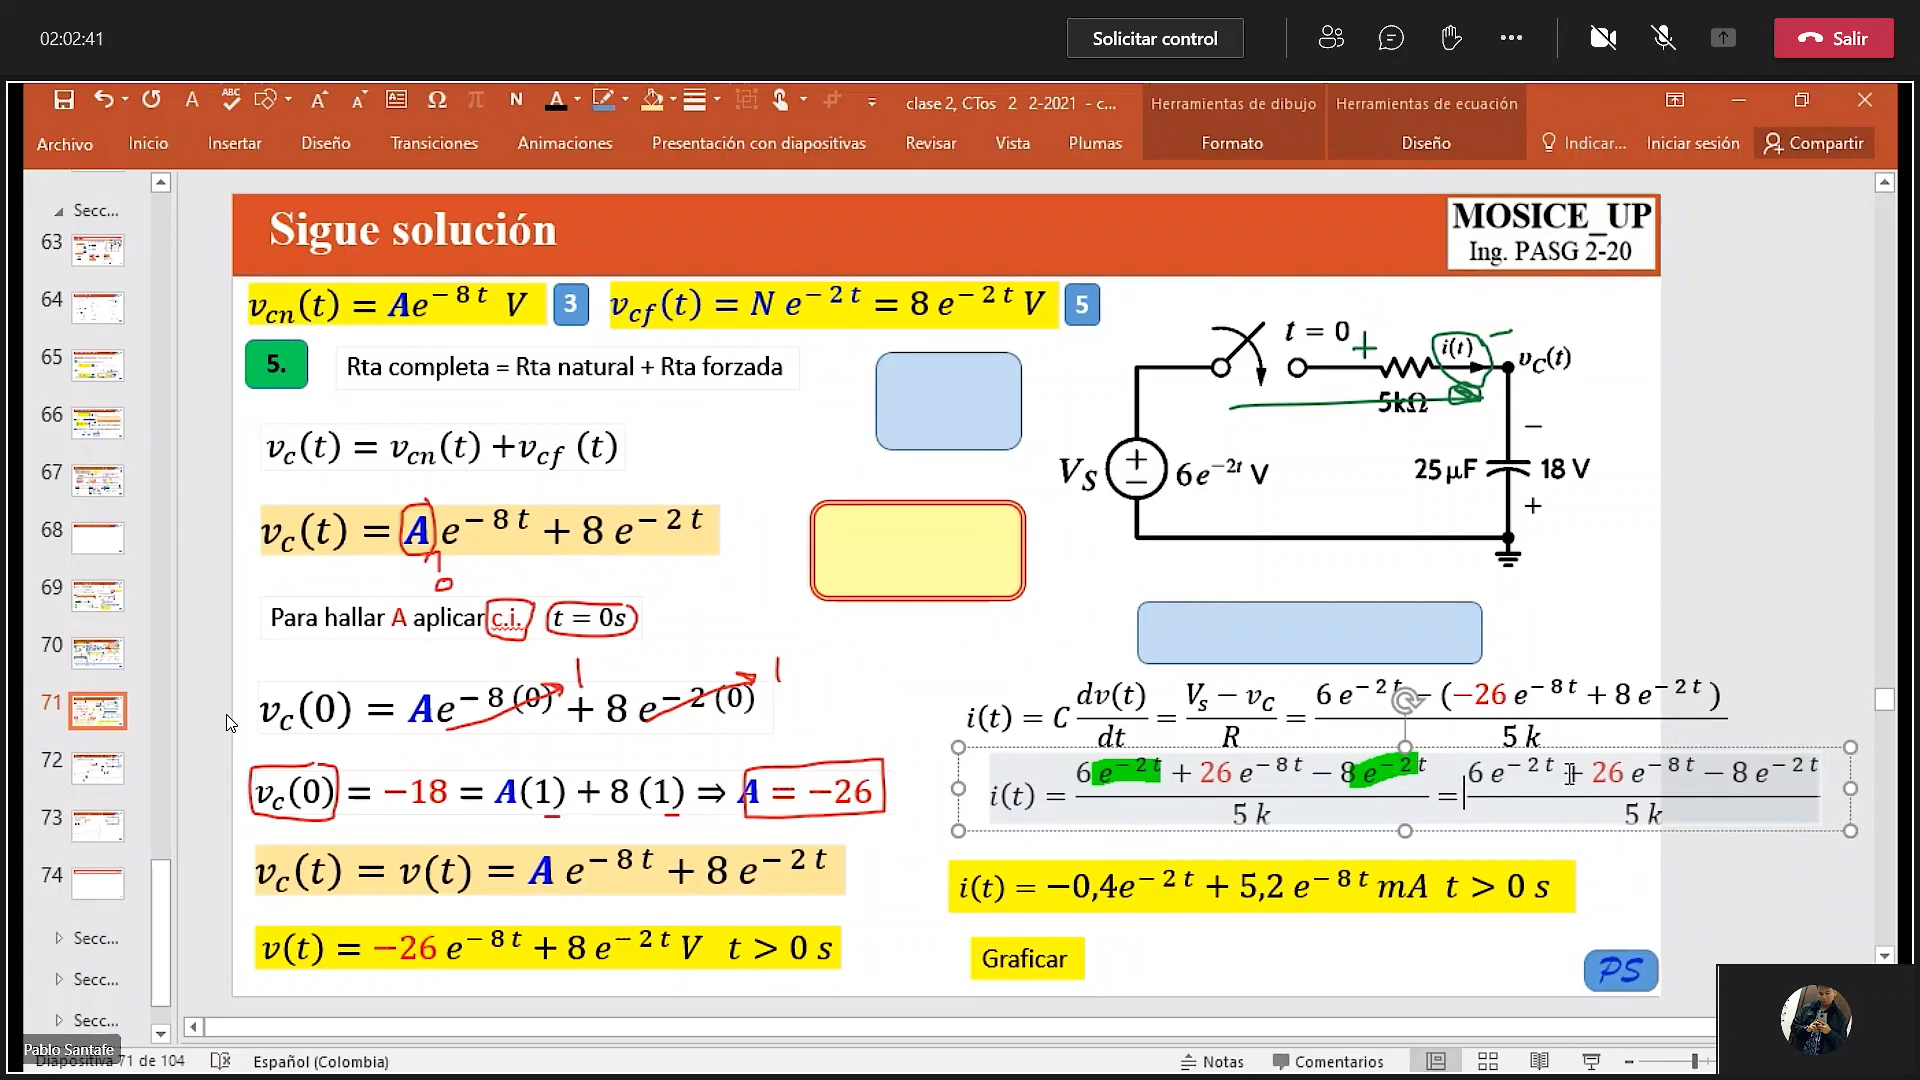 02:02:41
Solicitar control
Salir
clase 2, CTos 2 2-2021 - c...
Herramientas de dibujo
Herramientas de ecuación
Archivo Inicio Insertar Diseño Transiciones Animaciones Presentación con diapositivas Revisar Vista Plumas Formato Diseño Indicar... Iniciar sesión Compartir
Secc...
63
64
65
66
67
68
69
70
71
72
73
74
Secc...
Secc...
Secc...
Sigue solución
MOSICE_UP
Ing. PASG 2-20
v_cn(t) = Ae^{-8t} V 3
v_cf(t) = N e^{-2t} = 8 e^{-2t} V 5
5.
Rta completa = Rta natural + Rta forzada
v_c(t) = v_cn(t) +v_cf (t)
v_c(t) = A e^{-8t} + 8 e^{-2t}
Para hallar A aplicar c.i. t = 0s
1 1
v_c(0) = Ae^{-8(0)} + 8 e^{-2(0)}
v_c(0) = −18 = A(1) + 8 (1) ⇒ A = −26
v_c(t) = v(t) = A e^{-8t} + 8 e^{-2t}
v(t) = −26 e^{-8t} + 8 e^{-2t} V t > 0 s
t = 0 + i(t) − v_C(t)
5kΩ
V_S + − 6e^{-2t} V
25 μF − 18 V +
i(t) = C dv(t)/dt = (V_s − v_C)/R = (6 e^{-2t} − (−26 e^{-8t} + 8 e^{-2t}))/5 k
i(t) = (6 e^{-2t} + 26 e^{-8t} − 8 e^{-2t})/5 k = (6 e^{-2t} + 26 e^{-8t} − 8 e^{-2t})/5 k
i(t) = −0,4e^{-2t} + 5,2 e^{-8t} mA t > 0 s
Graficar
PS
Pablo Santafe
Diapositiva 71 de 104 Español (Colombia) Notas Comentarios